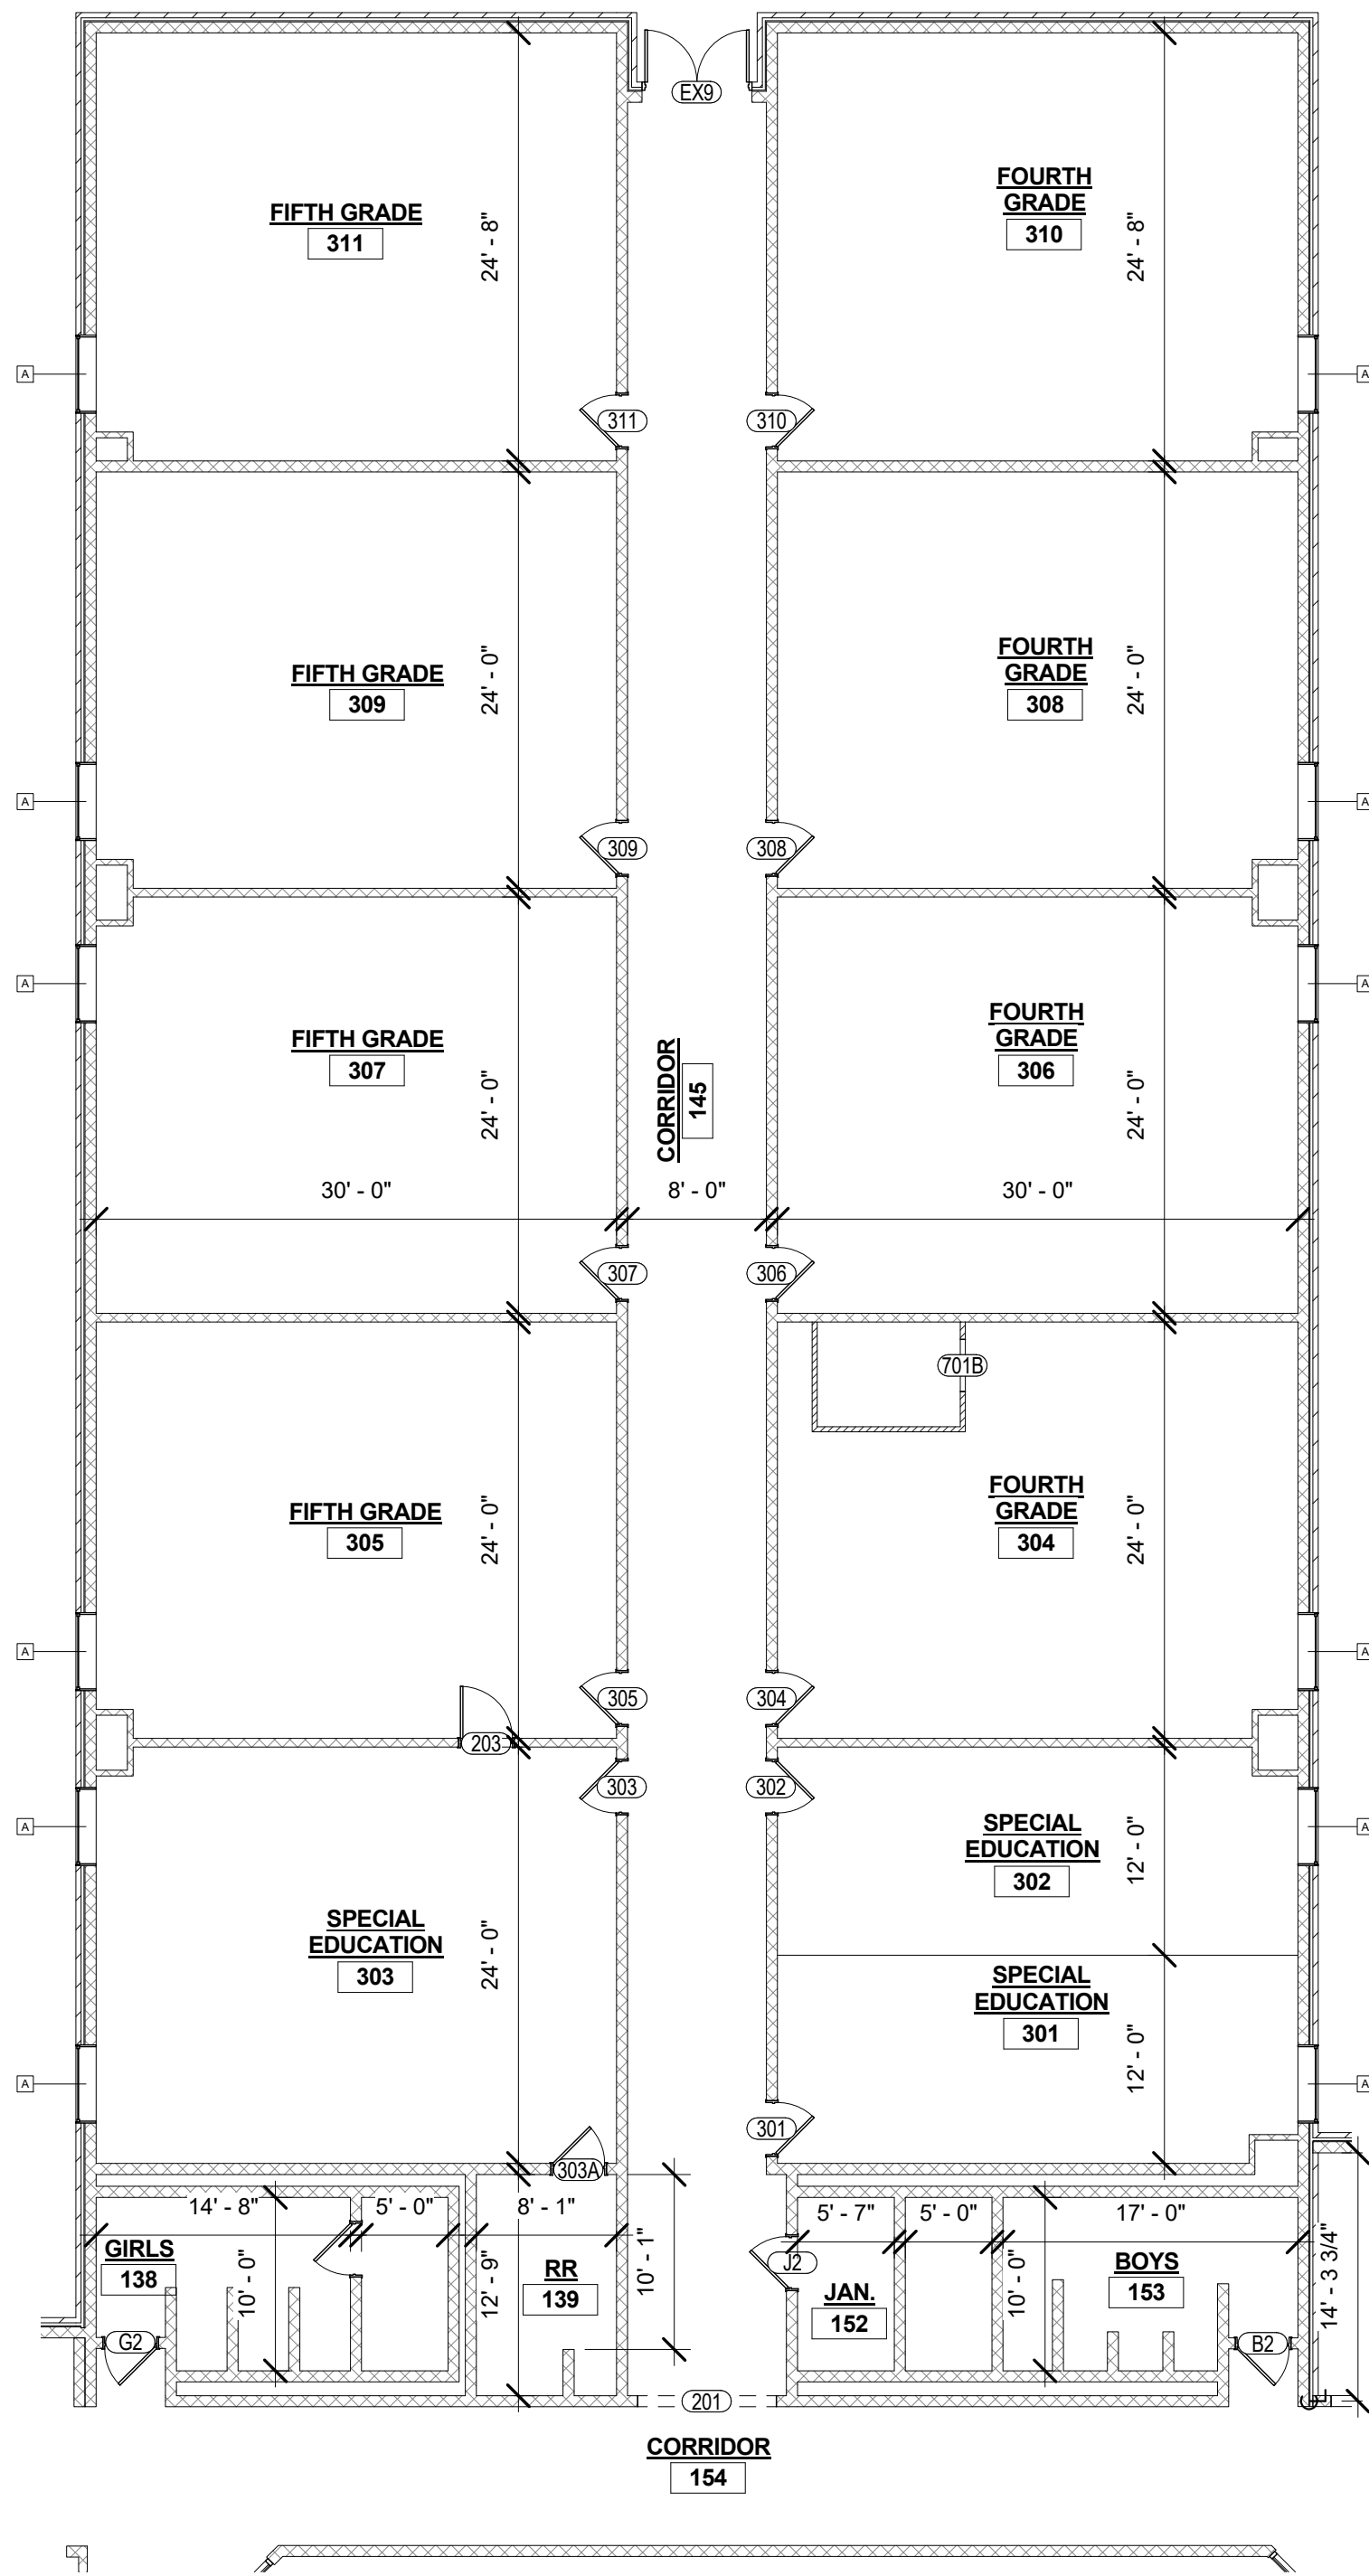 EX9
FIFTH GRADE
311
24' - 8"
FOURTH
GRADE
310
24' - 8"
A
A
311
310
FIFTH GRADE
309
24' - 0"
FOURTH
GRADE
308
24' - 0"
A
A
309
308
A
A
FIFTH GRADE
307
24' - 0"
CORRIDOR
145
FOURTH
GRADE
306
24' - 0"
30' - 0"
8' - 0"
30' - 0"
307
306
701B
FIFTH GRADE
305
24' - 0"
FOURTH
GRADE
304
24' - 0"
A
A
305
304
203
303
302
A
A
SPECIAL
EDUCATION
302
12' - 0"
SPECIAL
EDUCATION
303
24' - 0"
SPECIAL
EDUCATION
301
12' - 0"
A
A
301
303A
14' - 8"
5' - 0"
8' - 1"
5' - 7"
5' - 0"
17' - 0"
GIRLS
138
10' - 0"
12' - 9"
RR
139
10' - 1"
J2
JAN.
152
10' - 0"
BOYS
153
14' - 3 3/4"
G2
B2
201
CORRIDOR
154